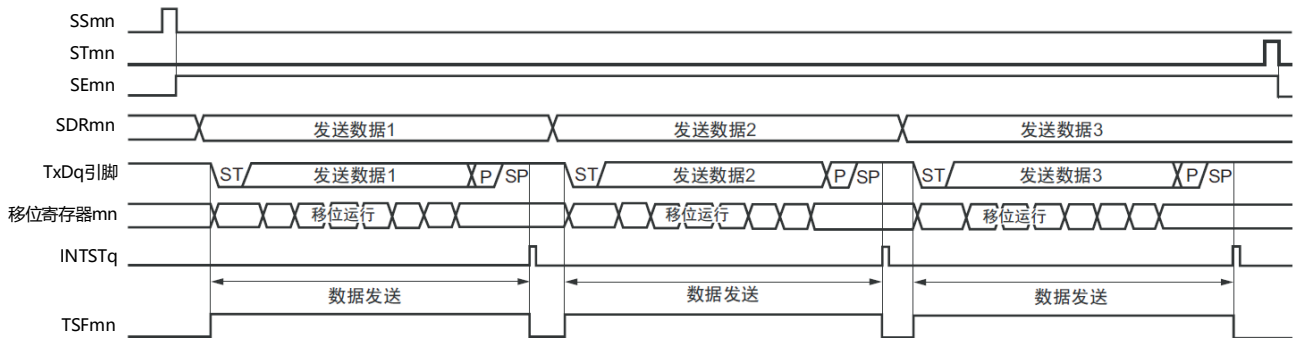 SSmn
STmn
SEmn
SDRmn 发送数据1 发送数据2 发送数据3
TxDq引脚 ST 发送数据1 P SP ST 发送数据2 P SP ST 发送数据3 P SP
移位寄存器mn 移位运行 移位运行 移位运行
INTSTq
数据发送 数据发送 数据发送
TSFmn